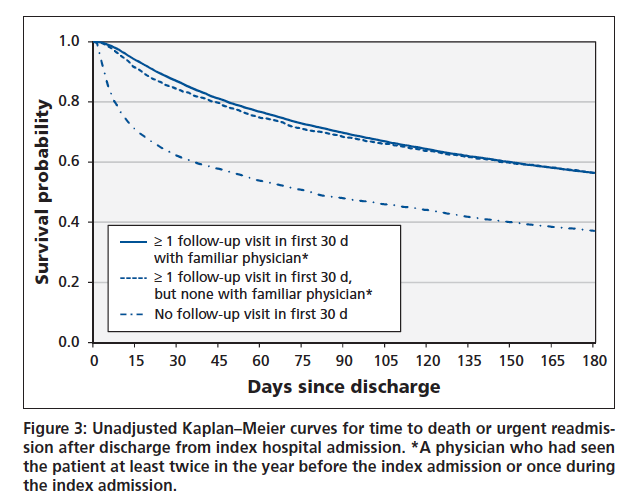 1.0
0.8
0.6
0.4
0.2
0.0
Survival probability
≥ 1 follow-up visit in first 30 d
with familiar physician*
≥ 1 follow-up visit in first 30 d,
but none with familiar physician*
No follow-up visit in first 30 d
0 15 30 45 60 75 90 105 120 135 150 165 180
Days since discharge
Figure 3: Unadjusted Kaplan–Meier curves for time to death or urgent readmis-
sion after discharge from index hospital admission. *A physician who had seen
the patient at least twice in the year before the index admission or once during
the index admission.